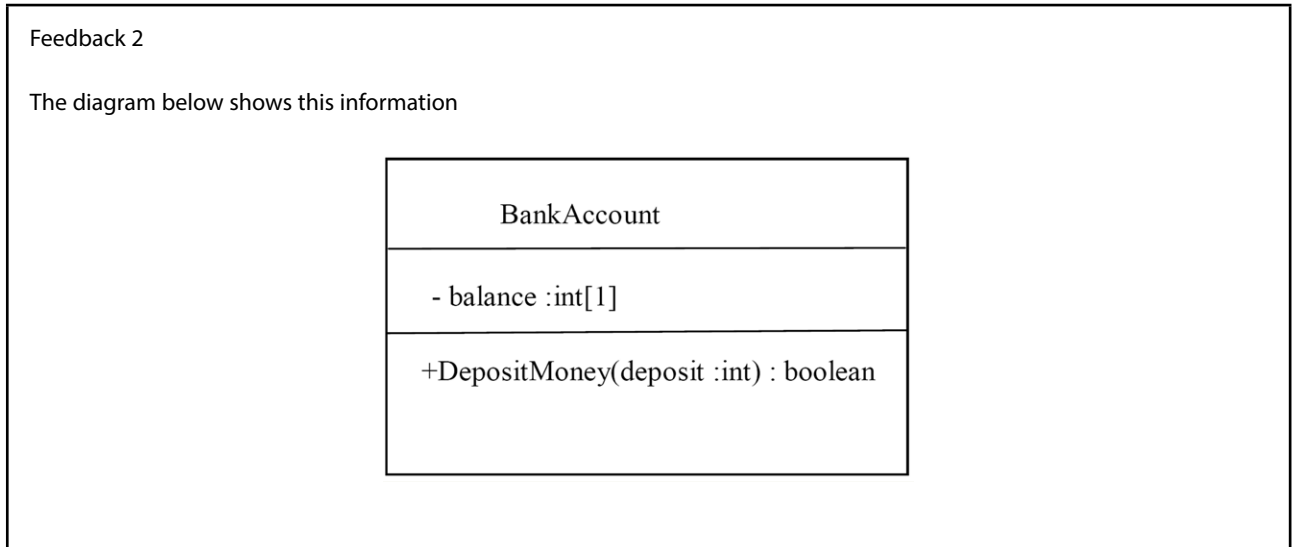 Feedback 2
The diagram below shows this information
BankAccount
- balance :int[1]
+DepositMoney(deposit :int) : boolean